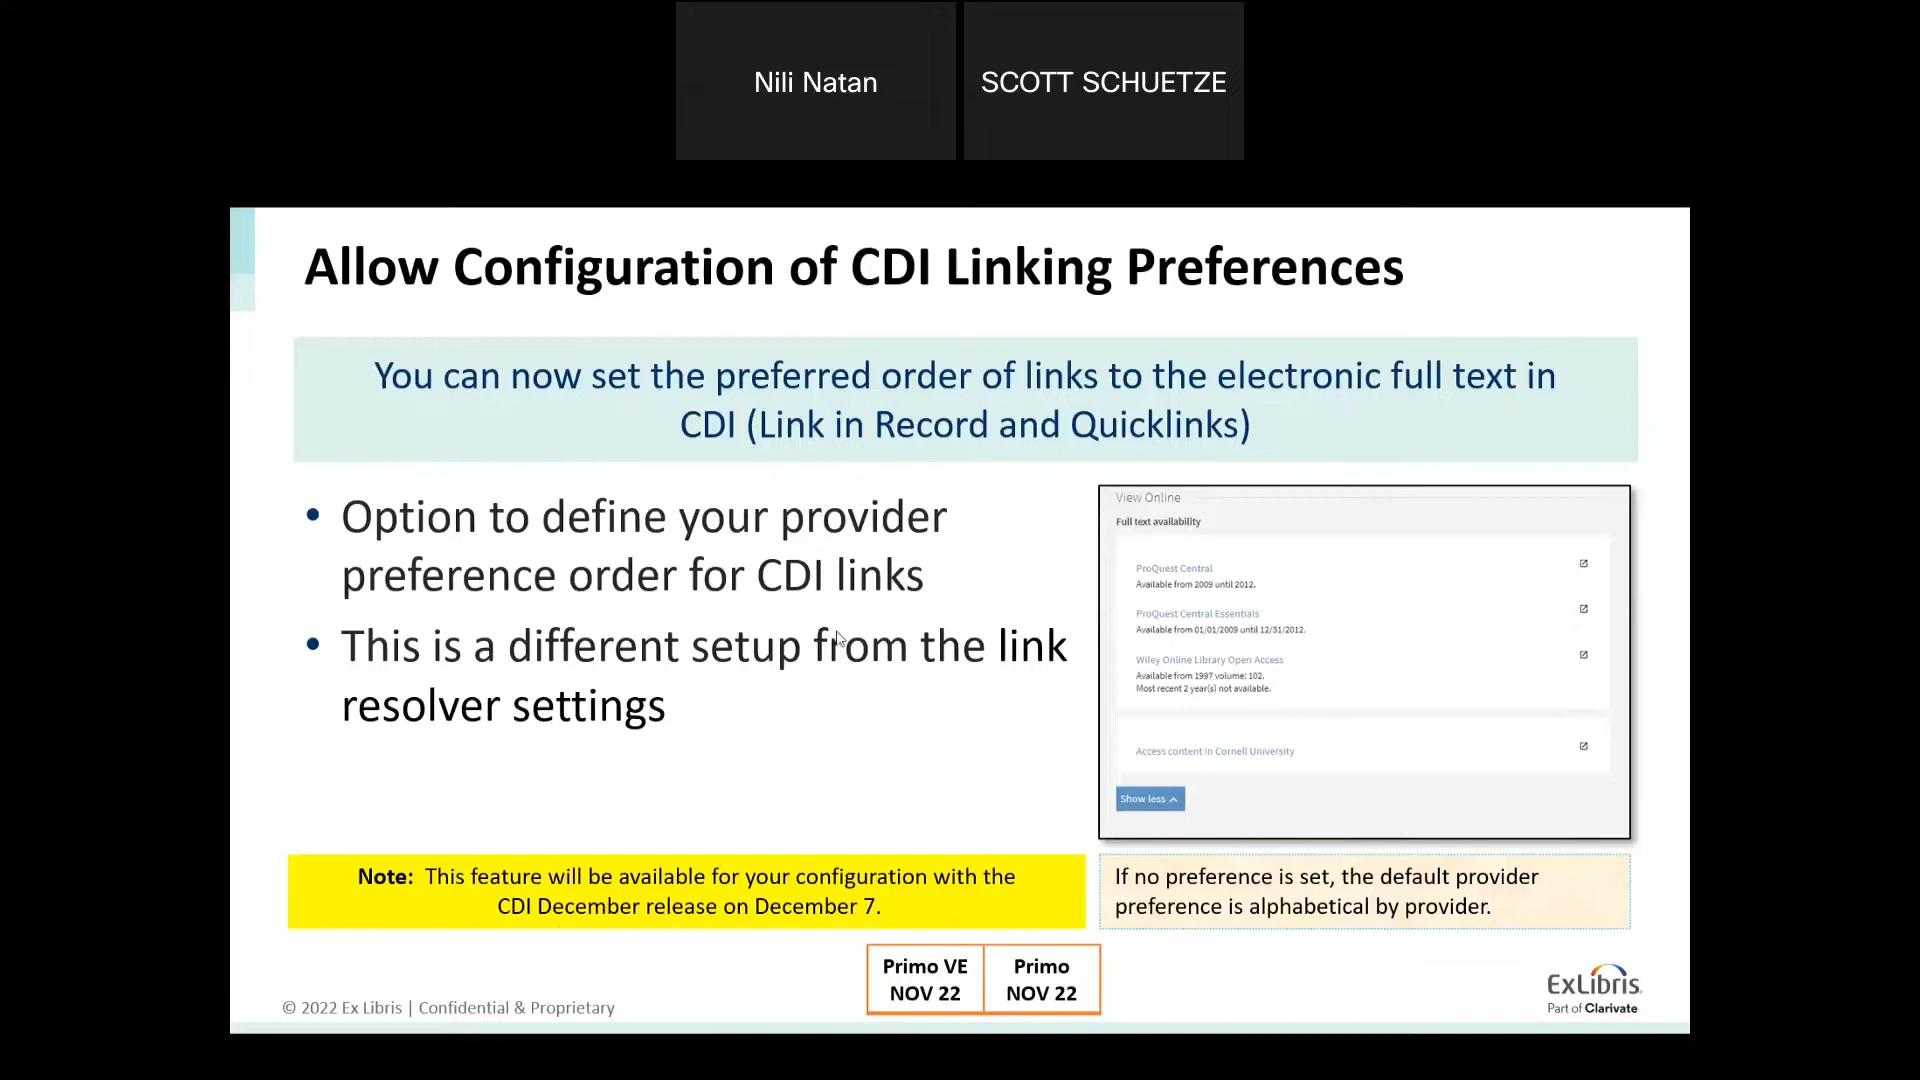 Nili Natan
SCOTT SCHUETZE
Allow Configuration of CDI Linking Preferences
You can now set the preferred order of links to the electronic full text in
CDI (Link in Record and Quicklinks)
• Option to define your provider
preference order for CDI links
• This is a different setup from the link
resolver settings
View Online
Full text availability
ProQuest Central
Available from 2009 until 2012.
ProQuest Central Essentials
Available from 01/01/2009 until 12/31/2012.
Wiley Online Library Open Access
Available from 1997 volume: 102.
Most recent 2 year(s) not available.
Access content in Cornell University
Show less
Note: This feature will be available for your configuration with the
CDI December release on December 7.
If no preference is set, the default provider
preference is alphabetical by provider.
Primo VE
NOV 22
Primo
NOV 22
© 2022 Ex Libris | Confidential & Proprietary
ExLibris
Part of Clarivate